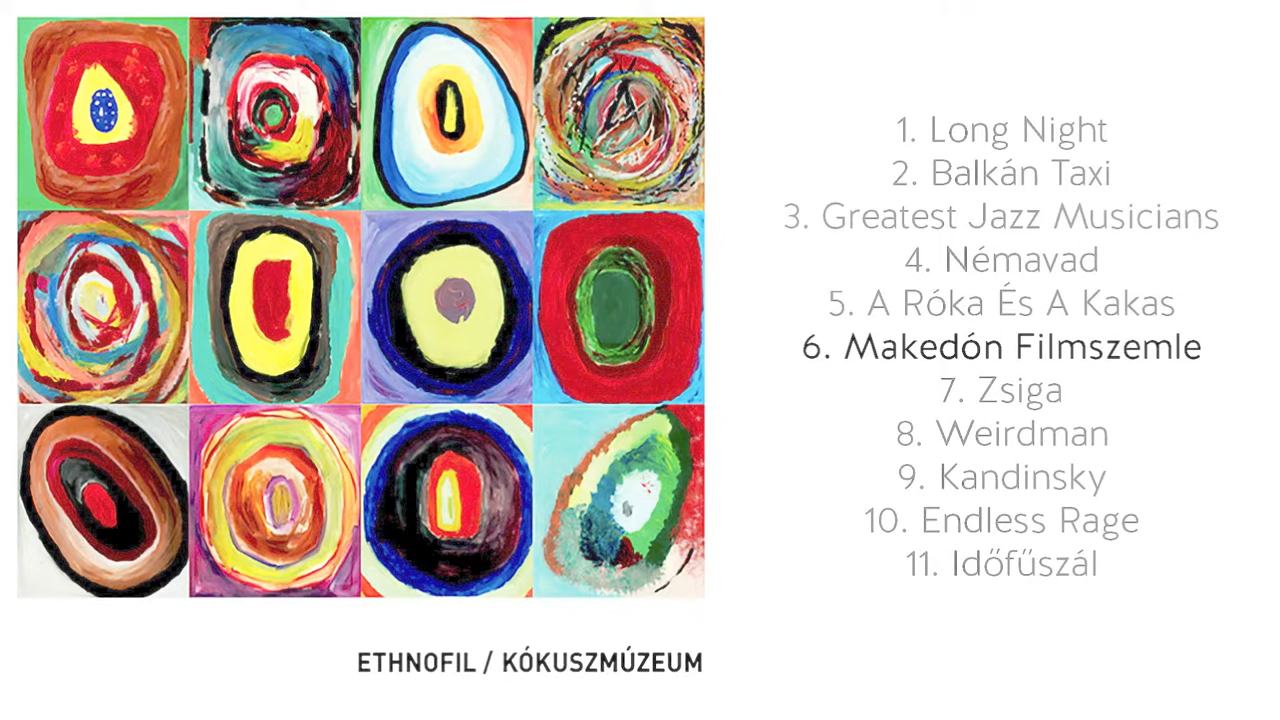 1. Long Night
2. Balkán Taxi
3. Greatest Jazz Musicians
4. Némavad
5. A Róka És A Kakas
6. Makedón Filmszemle
7. Zsiga
8. Weirdman
9. Kandinsky
10. Endless Rage
11. Időfűszál
ETHNOFIL / KÓKUSZMÚZEUM